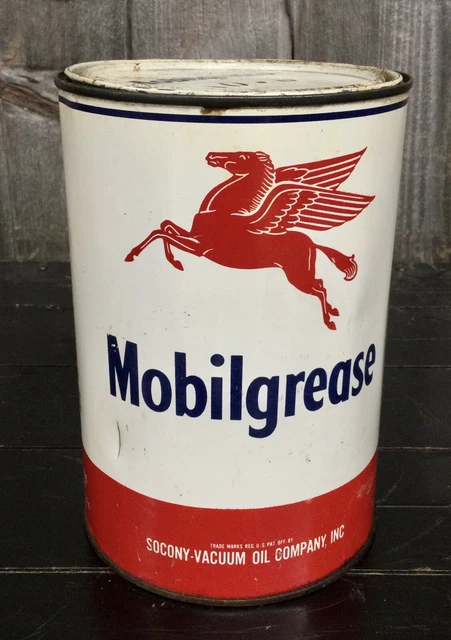 Mobilgrease
TRADE MARKS REG. U.S. PAT. OFF. BY
SOCONY-VACUUM OIL COMPANY, INC